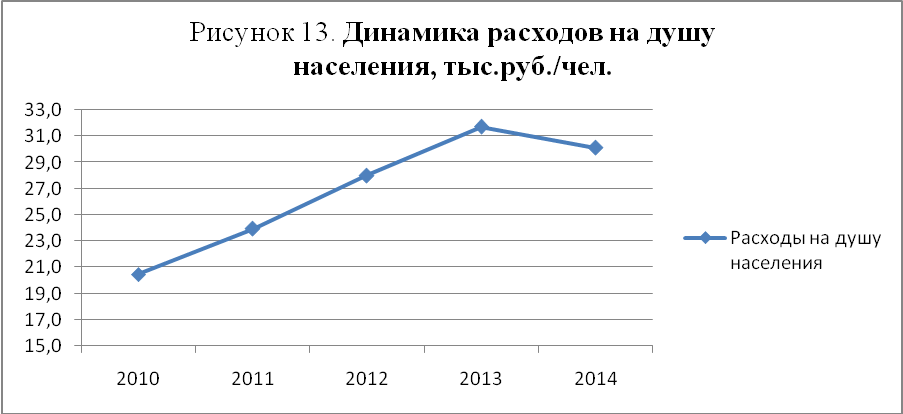 Рисунок 13. Динамика расходов на душу
населения, тыс.руб./чел.
33,0
31,0
29,0
27,0
25,0
23,0
21,0
19,0
17,0
15,0
2010 2011 2012 2013 2014
Расходы на душу
населения